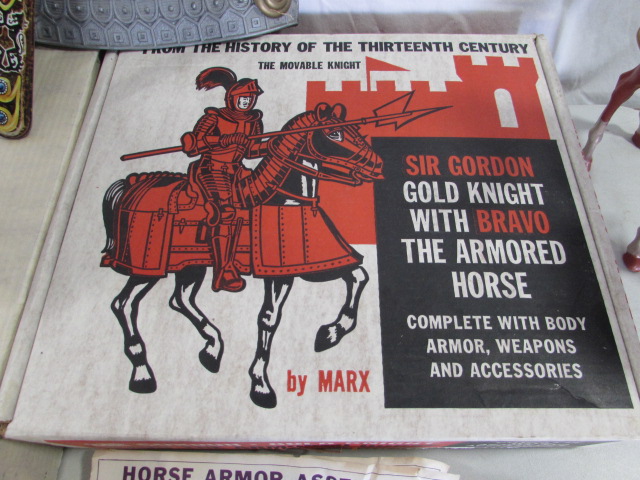 FROM THE HISTORY OF THE THIRTEENTH CENTURY
THE MOVABLE KNIGHT
SIR GORDON
GOLD KNIGHT
WITH BRAVO
THE ARMORED
HORSE
COMPLETE WITH BODY
ARMOR, WEAPONS
AND ACCESSORIES
by MARX
HORSE ARMOR